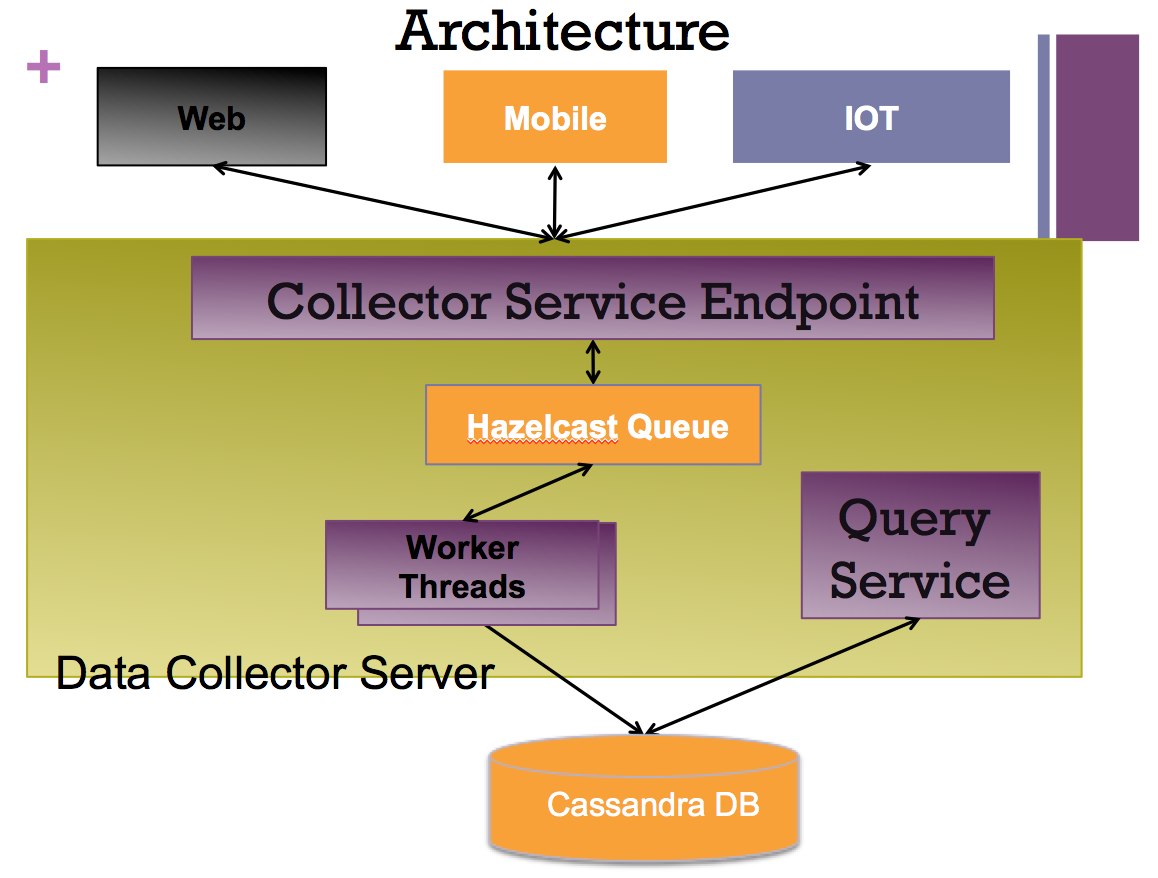 Architecture
+
Web
Mobile
IOT
Collector Service Endpoint
Hazelcast Queue
Query
Service
Worker
Threads
Data Collector Server
Cassandra DB